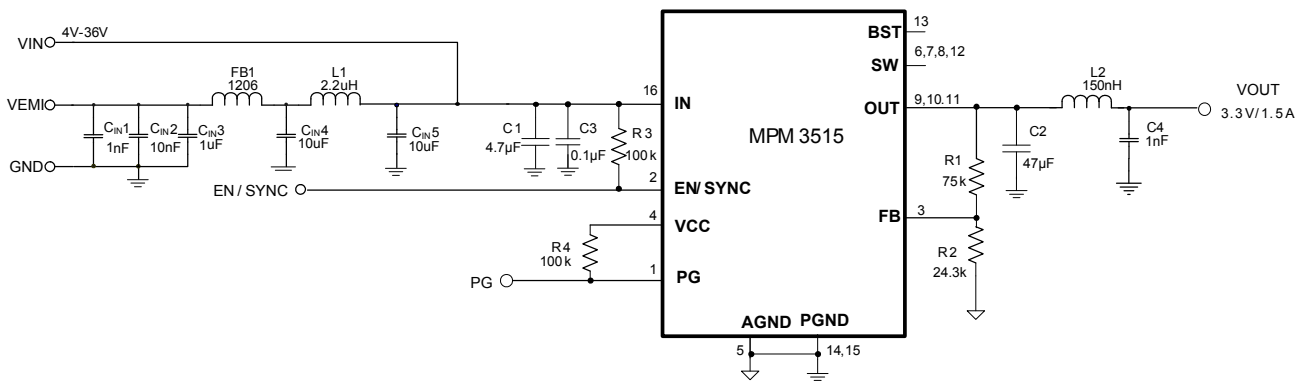 VIN
4V-36V
VEMI
GND
CIN1
1nF
CIN2
10nF
CIN3
1uF
FB1
1206
CIN4
10uF
L1
2.2uH
CIN5
10uF
C1
4.7µF
C3
0.1µF
R3
100k
EN / SYNC
PG
R4
100k
16
IN
2
EN/ SYNC
4
VCC
1
PG
MPM 3515
BST
13
SW
6,7,8,12
OUT
9,10.11
FB
3
AGND
PGND
5
14,15
R1
75k
R2
24.3k
C2
47µF
L2
150nH
C4
1nF
VOUT
3.3V/1.5A